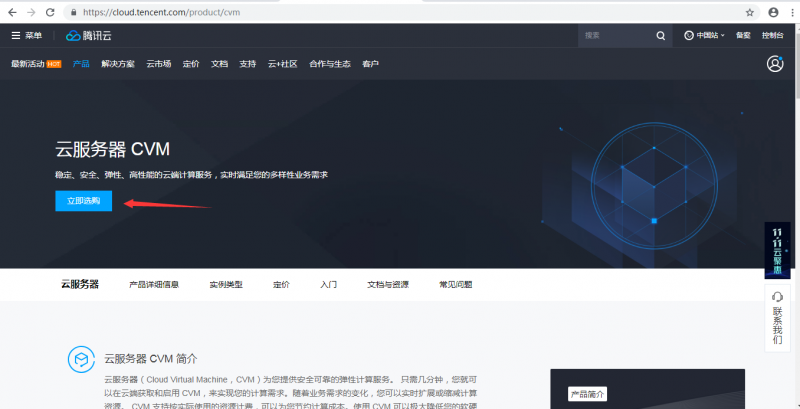 https://cloud.tencent.com/product/cvm
菜单 腾讯云 搜索 中国站 备案 控制台
最新活动 HOT 产品 解决方案 云市场 定价 文档 支持 云+社区 合作与生态 客户
云服务器 CVM
稳定、安全、弹性、高性能的云端计算服务，实时满足您的多样性业务需求
立即选购
11.11云聚惠
联系我们
云服务器 产品详细信息 实例类型 定价 入门 文档与资源 常见问题
云服务器 CVM 简介
云服务器（Cloud Virtual Machine，CVM）为您提供安全可靠的弹性计算服务。 只需几分钟，您就可
以在云端获取和启用 CVM，来实现您的计算需求。随着业务需求的变化，您可以实时扩展或缩减计算
资源。 CVM 支持按实际使用的资源计费，可以为您节约计算成本。使用 CVM 可以极大降低您的软硬
产品简介